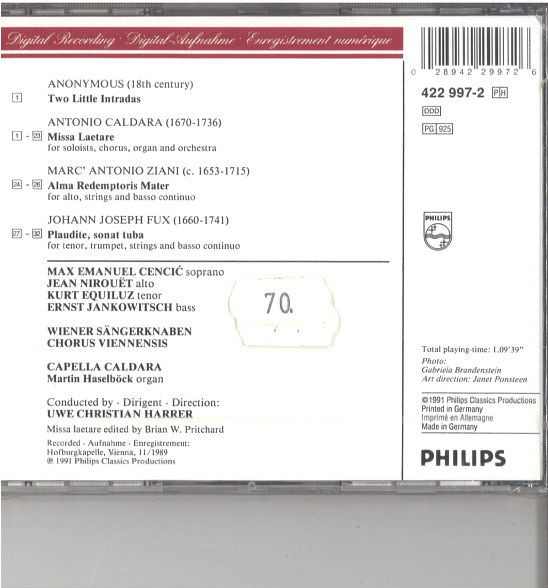 Digital Recording · Digital-Aufnahme · Enregistrement numérique
ANONYMOUS (18th century)
1 Two Little Intradas
ANTONIO CALDARA (1670-1736)
1 - 23 Missa Laetare
for soloists, chorus, organ and orchestra
MARC' ANTONIO ZIANI (c. 1653-1715)
24 - 26 Alma Redemptoris Mater
for alto, strings and basso continuo
JOHANN JOSEPH FUX (1660-1741)
27 - 32 Plaudite, sonat tuba
for tenor, trumpet, strings and basso continuo
MAX EMANUEL CENCIĆ soprano
JEAN NIROUËT alto
KURT EQUILUZ tenor
ERNST JANKOWITSCH bass
WIENER SÄNGERKNABEN
CHORUS VIENNENSIS
CAPELLA CALDARA
Martin Haselböck organ
Conducted by · Dirigent · Direction:
UWE CHRISTIAN HARRER
Missa laetare edited by Brian W. Pritchard
Recorded · Aufnahme · Enregistrement:
Hofburgkapelle, Vienna, 11/1989
℗ 1991 Philips Classics Productions
70.
0 28942 29972 6
422 997-2 PH
DDD
PG 925
PHILIPS
Total playing-time: 1.09'39"
Photo:
Gabriela Brandenstein
Art direction: Janet Ponsteen
©1991 Philips Classics Productions
Printed in Germany
Imprimé en Allemagne
Made in Germany
PHILIPS